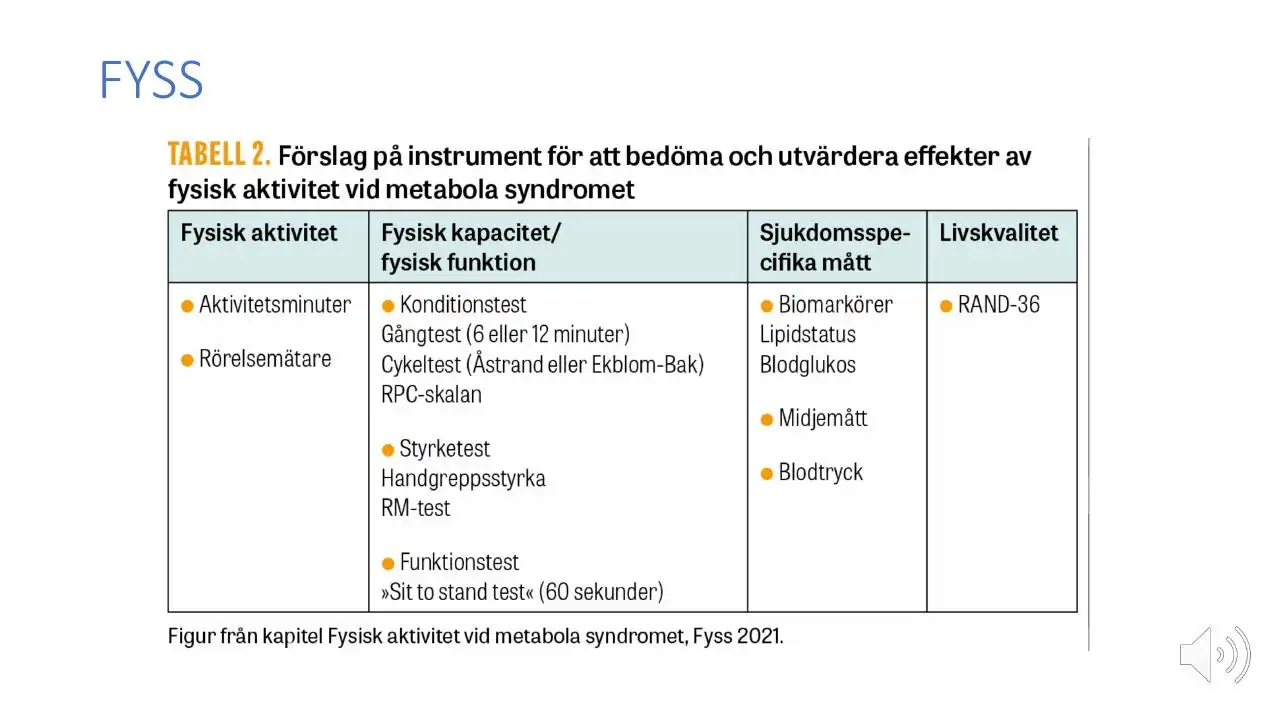 FYSS
TABELL 2. Förslag på instrument för att bedöma och utvärdera effekter av
fysisk aktivitet vid metabola syndromet
Fysisk aktivitet
Fysisk kapacitet/
fysisk funktion
Sjukdomsspe-
cifika mått
Livskvalitet
● Aktivitetsminuter
● Rörelsemätare
● Konditionstest
Gångtest (6 eller 12 minuter)
Cykeltest (Åstrand eller Ekblom-Bak)
RPC-skalan
● Styrketest
Handgreppsstyrka
RM-test
● Funktionstest
»Sit to stand test« (60 sekunder)
● Biomarkörer
Lipidstatus
Blodglukos
● Midjemått
● Blodtryck
● RAND-36
Figur från kapitel Fysisk aktivitet vid metabola syndromet, Fyss 2021.